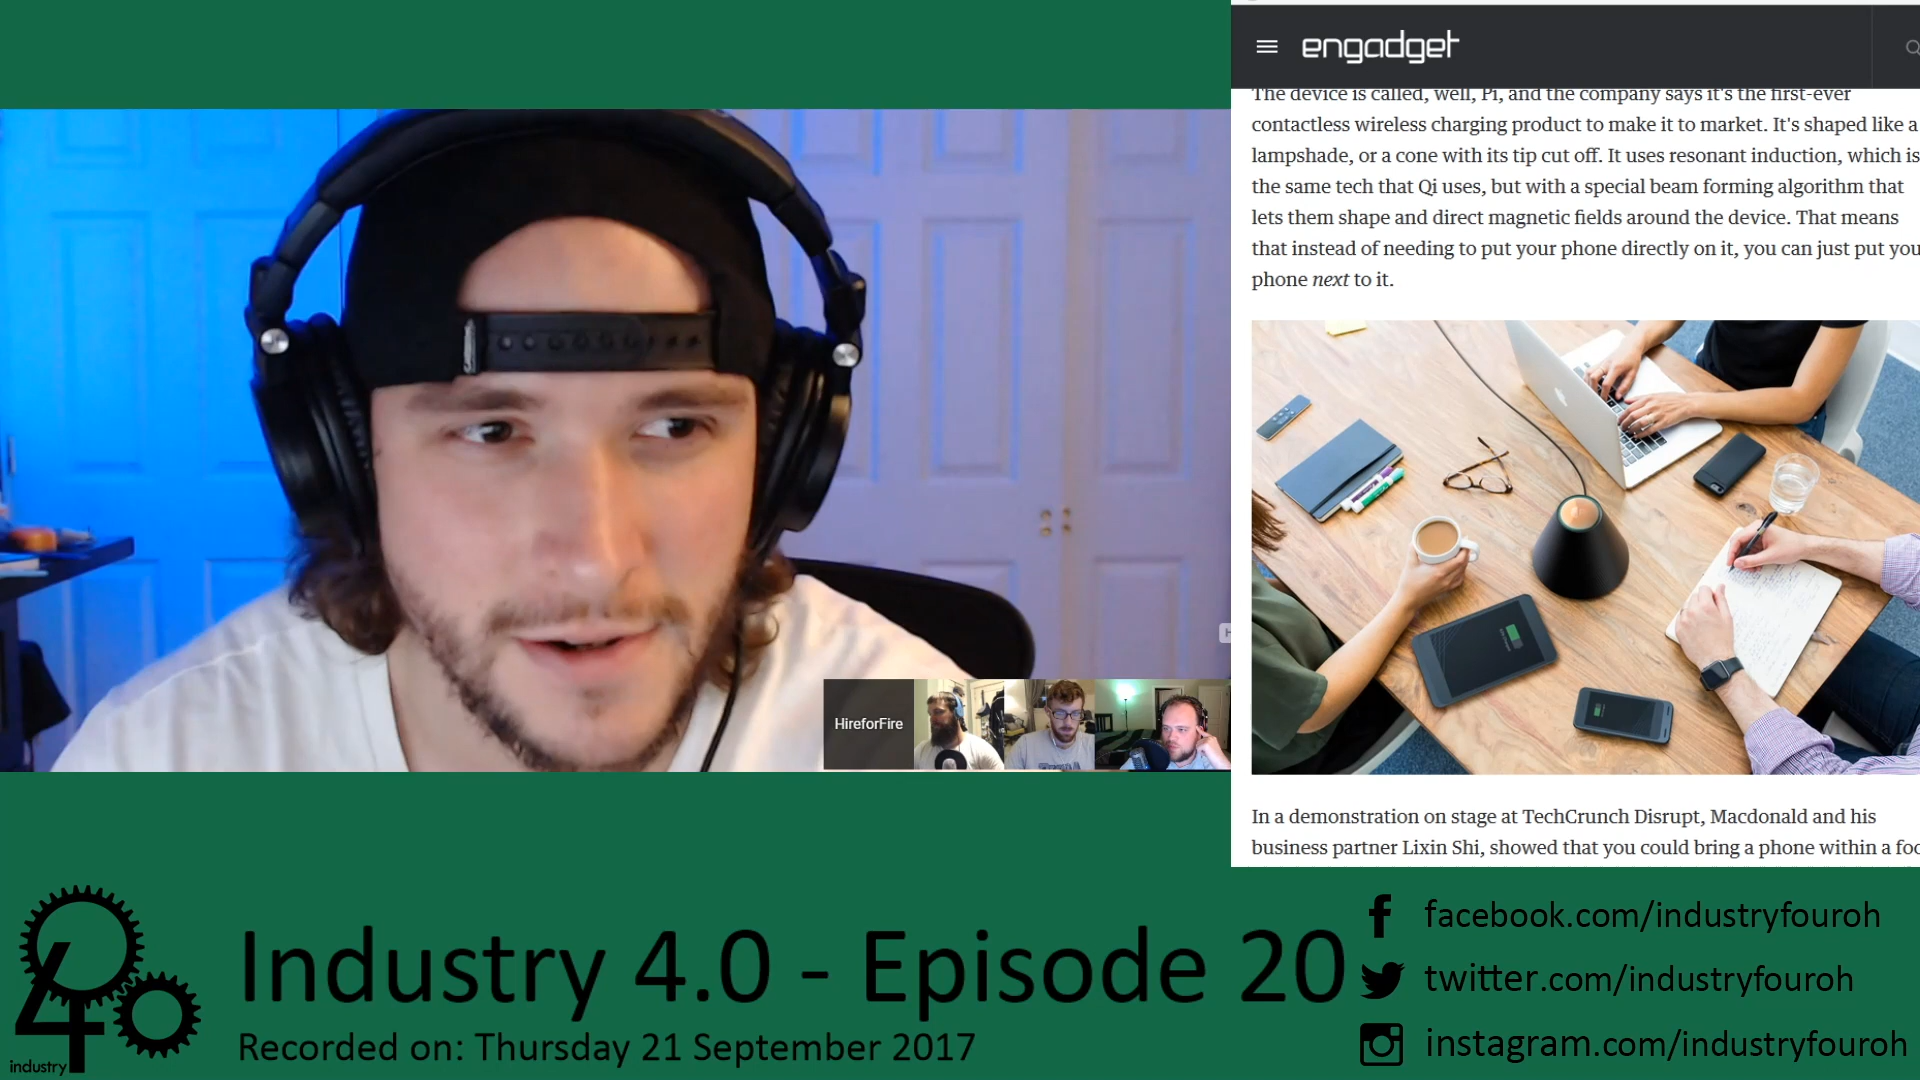 engadget
The device is called, well, Pi, and the company says it's the first-ever
contactless wireless charging product to make it to market. It's shaped like a
lampshade, or a cone with its tip cut off. It uses resonant induction, which is
the same tech that Qi uses, but with a special beam forming algorithm that
lets them shape and direct magnetic fields around the device. That means
that instead of needing to put your phone directly on it, you can just put you
phone next to it.
In a demonstration on stage at TechCrunch Disrupt, Macdonald and his
business partner Lixin Shi, showed that you could bring a phone within a foo
HireforFire
40
industry
Industry 4.0 - Episode 20
Recorded on: Thursday 21 September 2017
facebook.com/industryfouroh
twitter.com/industryfouroh
instagram.com/industryfouroh